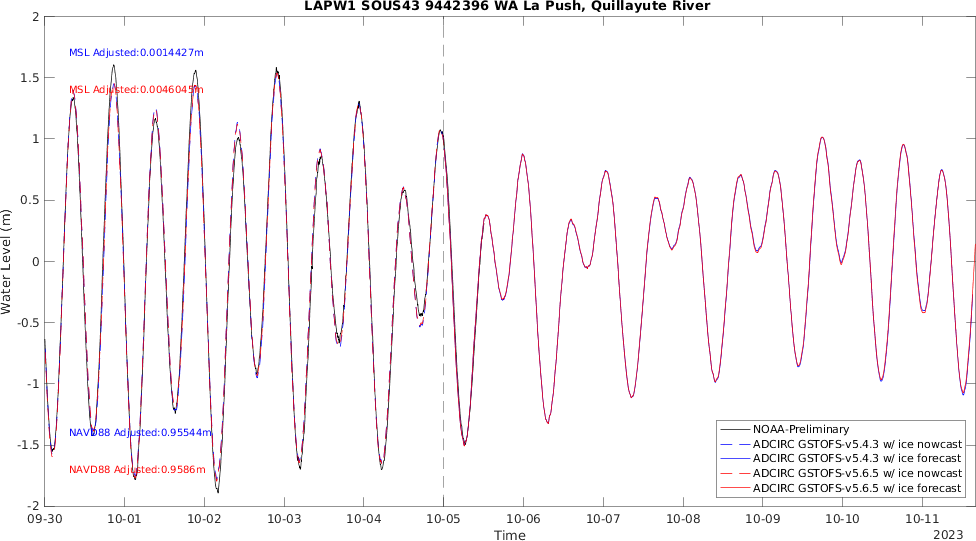 LAPW1 SOUS43 9442396 WA La Push, Quillayute River
2
1.5
1
0.5
0
-0.5
-1
-1.5
-2
Water Level (m)
MSL Adjusted:0.0014427m
MSL Adjusted:0.0046045m
NAVD88 Adjusted:0.95544m
NAVD88 Adjusted:0.9586m
NOAA-Preliminary
ADCIRC GSTOFS-v5.4.3 w/ ice nowcast
ADCIRC GSTOFS-v5.4.3 w/ ice forecast
ADCIRC GSTOFS-v5.6.5 w/ ice nowcast
ADCIRC GSTOFS-v5.6.5 w/ ice forecast
09-30 10-01 10-02 10-03 10-04 10-05 10-06 10-07 10-08 10-09 10-10 10-11
Time
2023